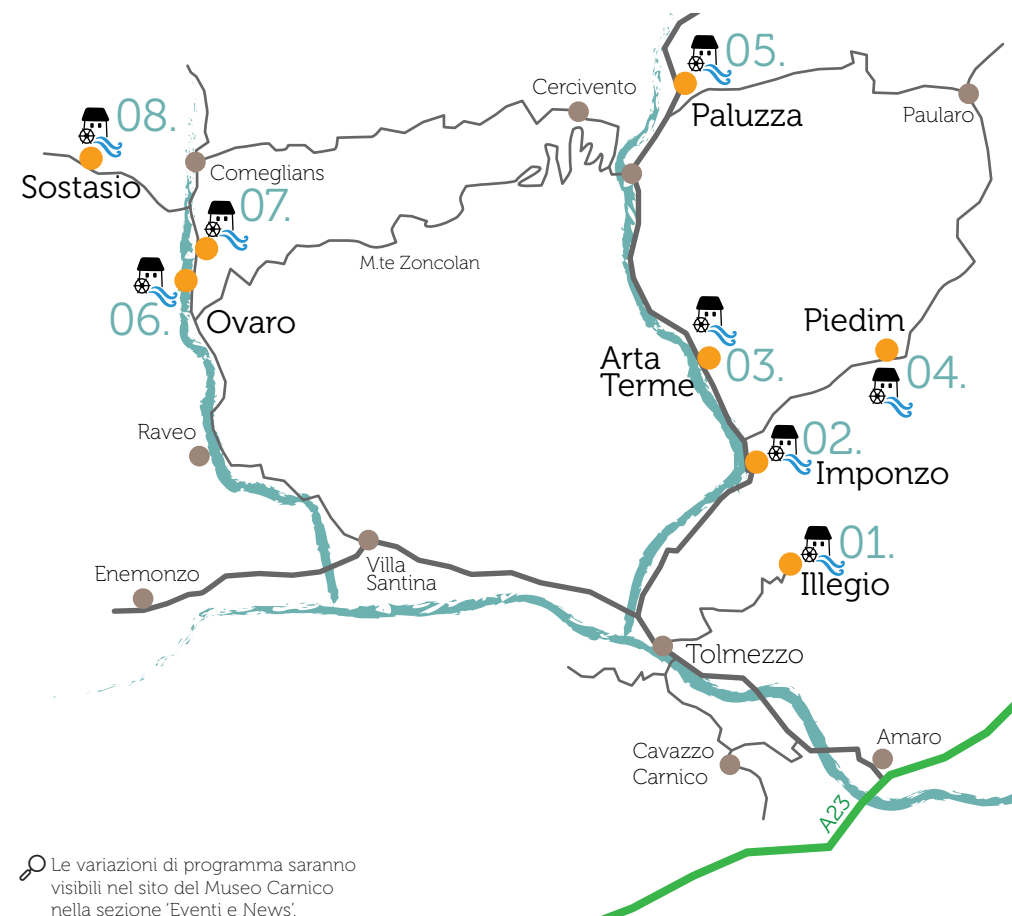 05.
Cercivento
Paluzza
Paularo
08.
Comeglians
Sostasio
07.
M.te Zoncolan
06.
Ovaro
Piedim
Arta
Terme
03.
04.
Raveo
02.
Imponzo
01.
Illegio
Enemonzo
Villa
Santina
Tolmezzo
Amaro
Cavazzo
Carnico
A23
Le variazioni di programma saranno
visibili nel sito del Museo Carnico
nella sezione ‘Eventi e News’.